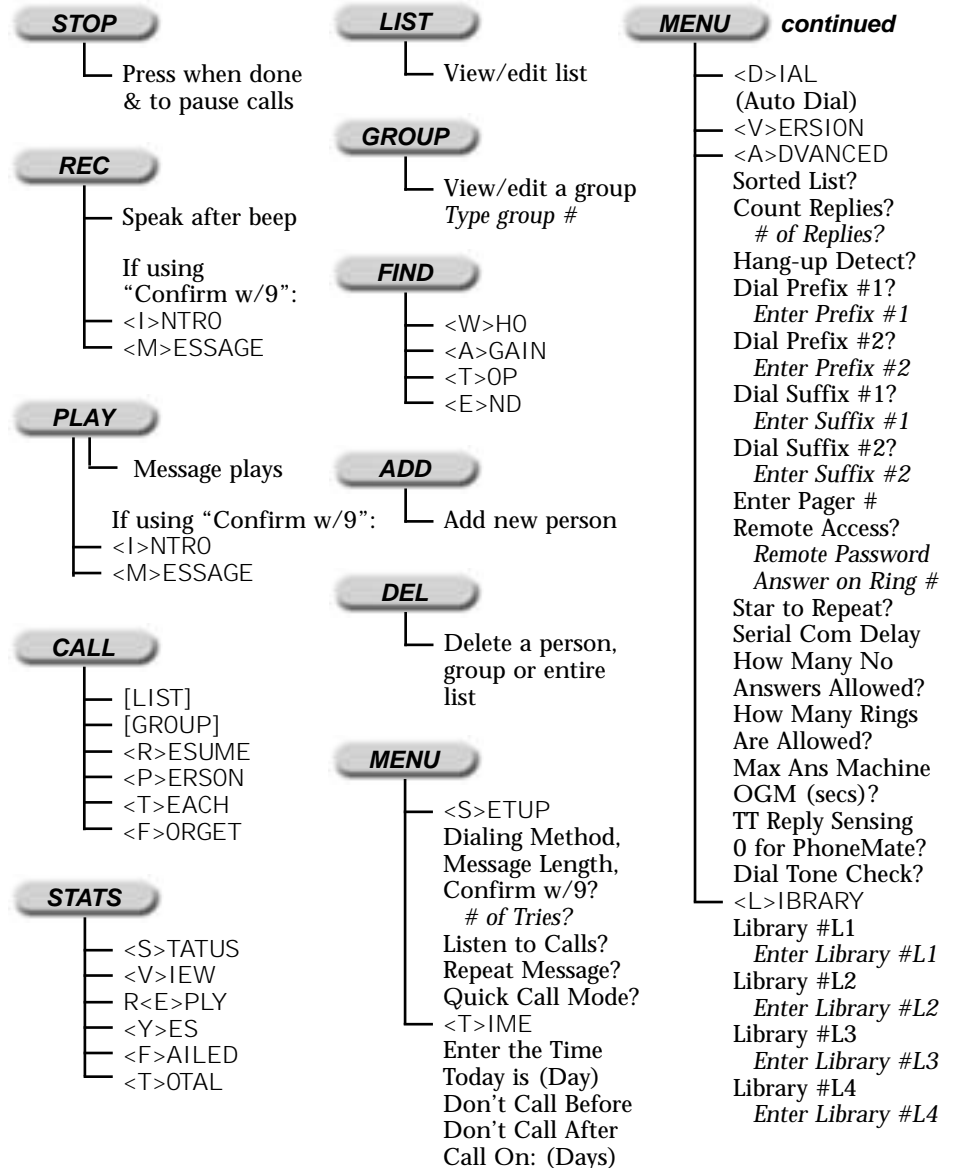 STOP
Press when done
& to pause calls
REC
Speak after beep
If using
“Confirm w/9”:
<I>NTRO
<M>ESSAGE
PLAY
Message plays
If using “Confirm w/9”:
<I>NTRO
<M>ESSAGE
CALL
[LIST]
[GROUP]
<R>ESUME
<P>ERSON
<T>EACH
<F>ORGET
STATS
<S>TATUS
<V>IEW
R<E>PLY
<Y>ES
<F>AILED
<T>OTAL
LIST
View/edit list
GROUP
View/edit a group
Type group #
FIND
<W>HO
<A>GAIN
<T>OP
<E>ND
ADD
Add new person
DEL
Delete a person,
group or entire
list
MENU
<S>ETUP
Dialing Method,
Message Length,
Confirm w/9?
# of Tries?
Listen to Calls?
Repeat Message?
Quick Call Mode?
<T>IME
Enter the Time
Today is (Day)
Don’t Call Before
Don’t Call After
Call On: (Days)
MENU continued
<D>IAL
(Auto Dial)
<V>ERSION
<A>DVANCED
Sorted List?
Count Replies?
# of Replies?
Hang-up Detect?
Dial Prefix #1?
Enter Prefix #1
Dial Prefix #2?
Enter Prefix #2
Dial Suffix #1?
Enter Suffix #1
Dial Suffix #2?
Enter Suffix #2
Enter Pager #
Remote Access?
Remote Password
Answer on Ring #
Star to Repeat?
Serial Com Delay
How Many No
Answers Allowed?
How Many Rings
Are Allowed?
Max Ans Machine
OGM (secs)?
TT Reply Sensing
0 for PhoneMate?
Dial Tone Check?
<L>IBRARY
Library #L1
Enter Library #L1
Library #L2
Enter Library #L2
Library #L3
Enter Library #L3
Library #L4
Enter Library #L4